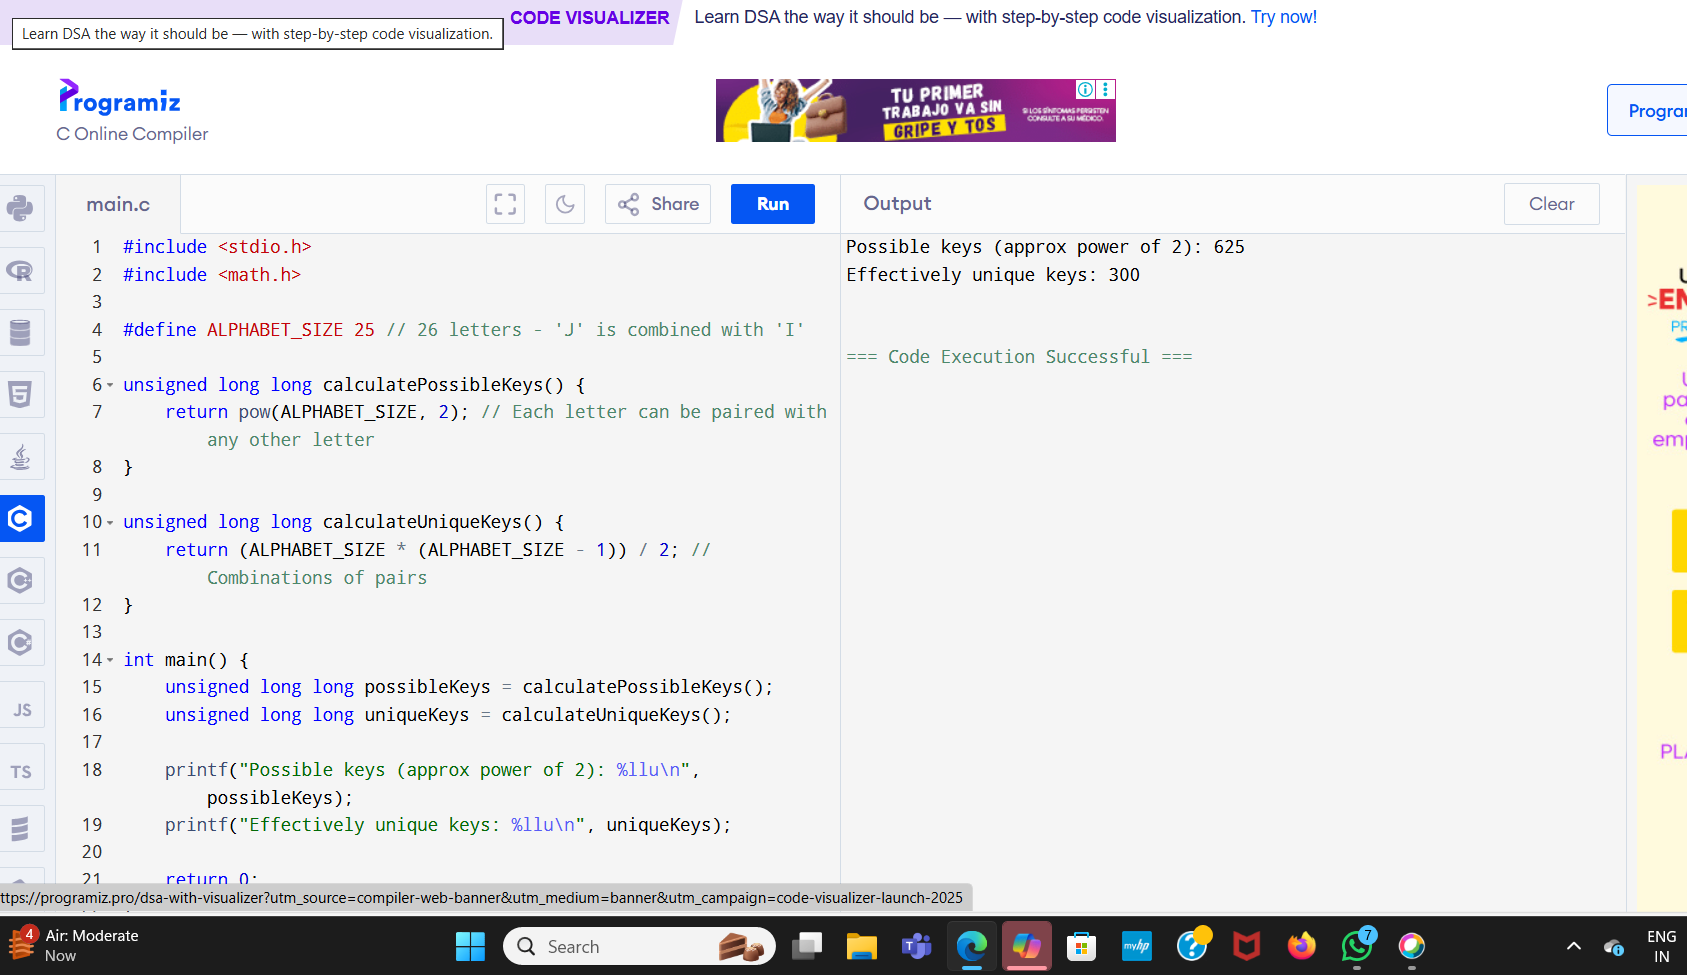 CODE VISUALIZER
Learn DSA the way it should be — with step-by-step code visualization. Try now!
Learn DSA the way it should be — with step-by-step code visualization.
Programiz
C Online Compiler
TU PRIMER
TRABAJO VA SIN
GRIPE Y TOS
SI LOS SÍNTOMAS PERSISTEN
CONSULTE A SU MÉDICO.
main.c
Share
Run
Output
Clear
1 #include <stdio.h>
2 #include <math.h>
3
4 #define ALPHABET_SIZE 25 // 26 letters - 'J' is combined with 'I'
5
6 unsigned long long calculatePossibleKeys() {
7 return pow(ALPHABET_SIZE, 2); // Each letter can be paired with
any other letter
8 }
9
10 unsigned long long calculateUniqueKeys() {
11 return (ALPHABET_SIZE * (ALPHABET_SIZE - 1)) / 2; //
Combinations of pairs
12 }
13
14 int main() {
15 unsigned long long possibleKeys = calculatePossibleKeys();
16 unsigned long long uniqueKeys = calculateUniqueKeys();
17
18 printf("Possible keys (approx power of 2): %llu\n",
possibleKeys);
19 printf("Effectively unique keys: %llu\n", uniqueKeys);
20
21 return 0;
Possible keys (approx power of 2): 625
Effectively unique keys: 300
=== Code Execution Successful ===
JS
TS
ttps://programiz.pro/dsa-with-visualizer?utm_source=compiler-web-banner&utm_medium=banner&utm_campaign=code-visualizer-launch-2025
4
Air: Moderate
Now
Search
myhp
7
ENG
IN